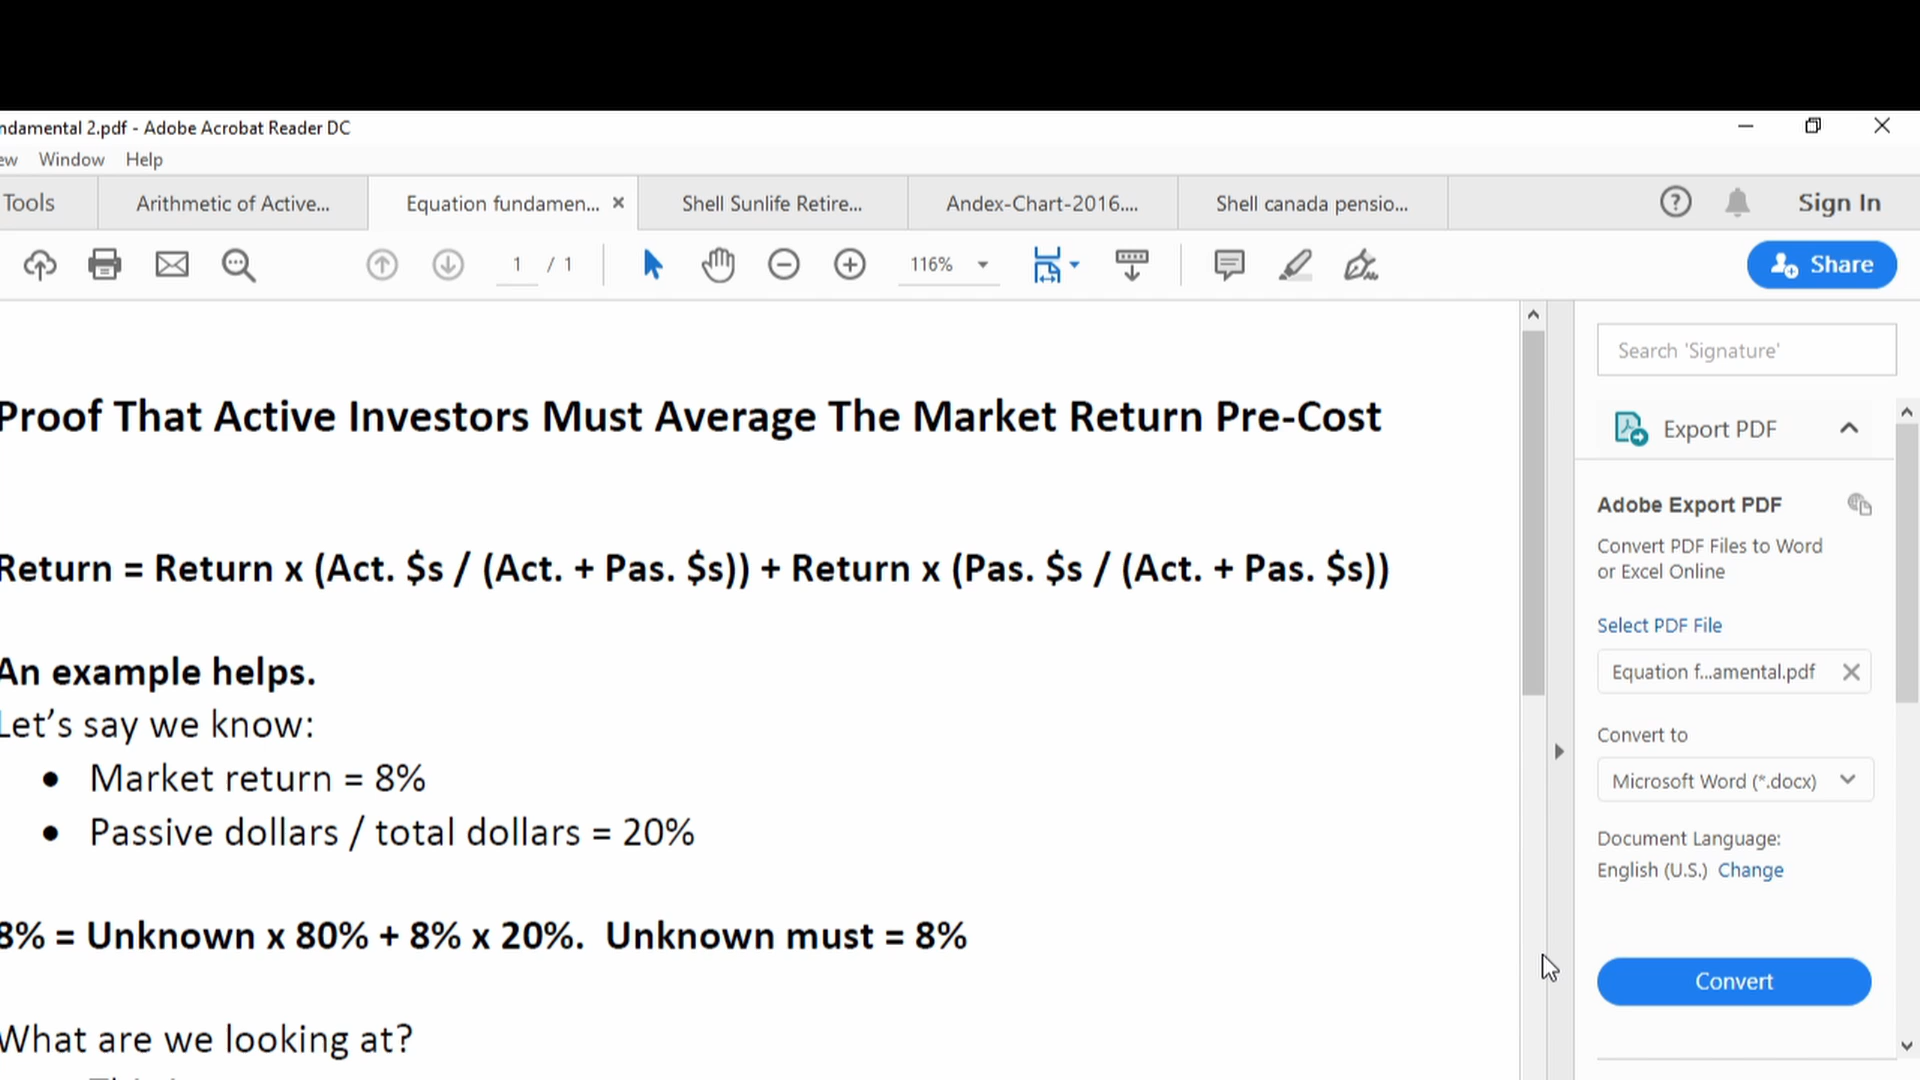 ndamental 2.pdf - Adobe Acrobat Reader DC
ew Window Help
Tools Arithmetic of Active... Equation fundamen... Shell Sunlife Retire... Andex-Chart-2016.... Shell canada pensio... Sign In
1 / 1 116% Share
Search 'Signature'
Proof That Active Investors Must Average The Market Return Pre-Cost
Return = Return x (Act. $s / (Act. + Pas. $s)) + Return x (Pas. $s / (Act. + Pas. $s))
An example helps.
Let's say we know:
• Market return = 8%
• Passive dollars / total dollars = 20%
8% = Unknown x 80% + 8% x 20%. Unknown must = 8%
What are we looking at?
Export PDF
Adobe Export PDF
Convert PDF Files to Word
or Excel Online
Select PDF File
Equation f...amental.pdf
Convert to
Microsoft Word (*.docx)
Document Language:
English (U.S.) Change
Convert